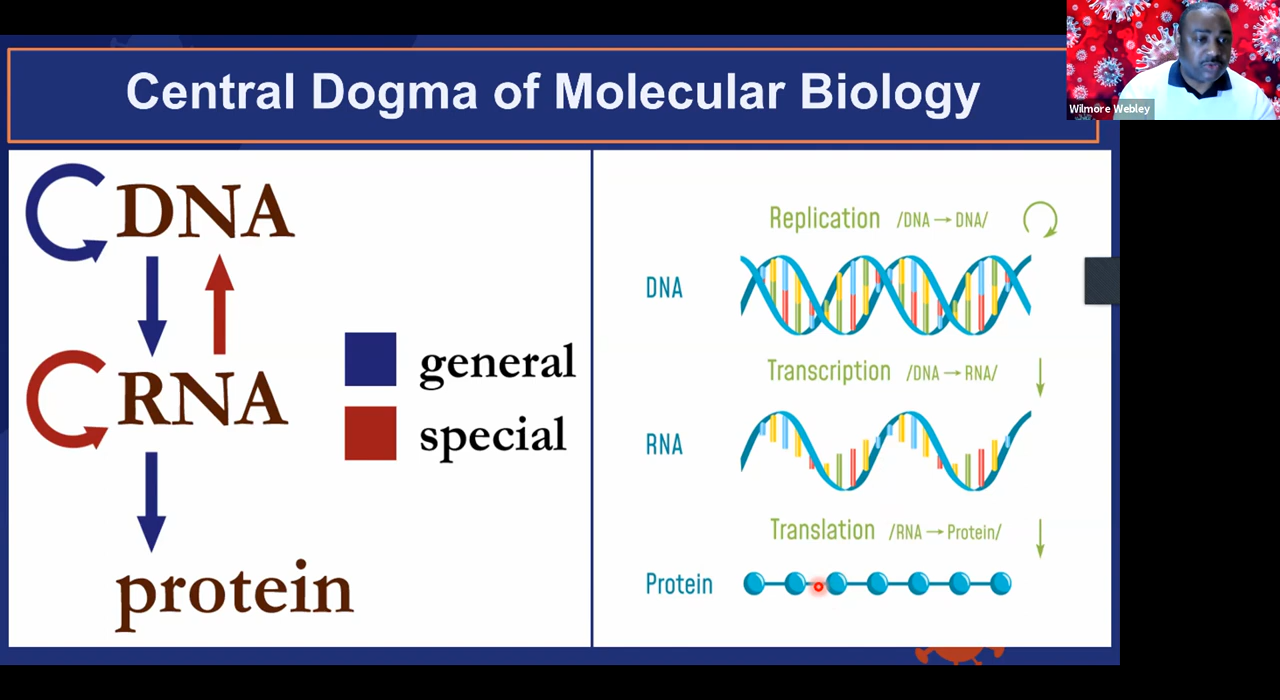 Central Dogma of Molecular Biology
Wilmore Webley
DNA
RNA
protein
general
special
Replication /DNA → DNA/
DNA
Transcription /DNA → RNA/
RNA
Translation /RNA → Protein/
Protein